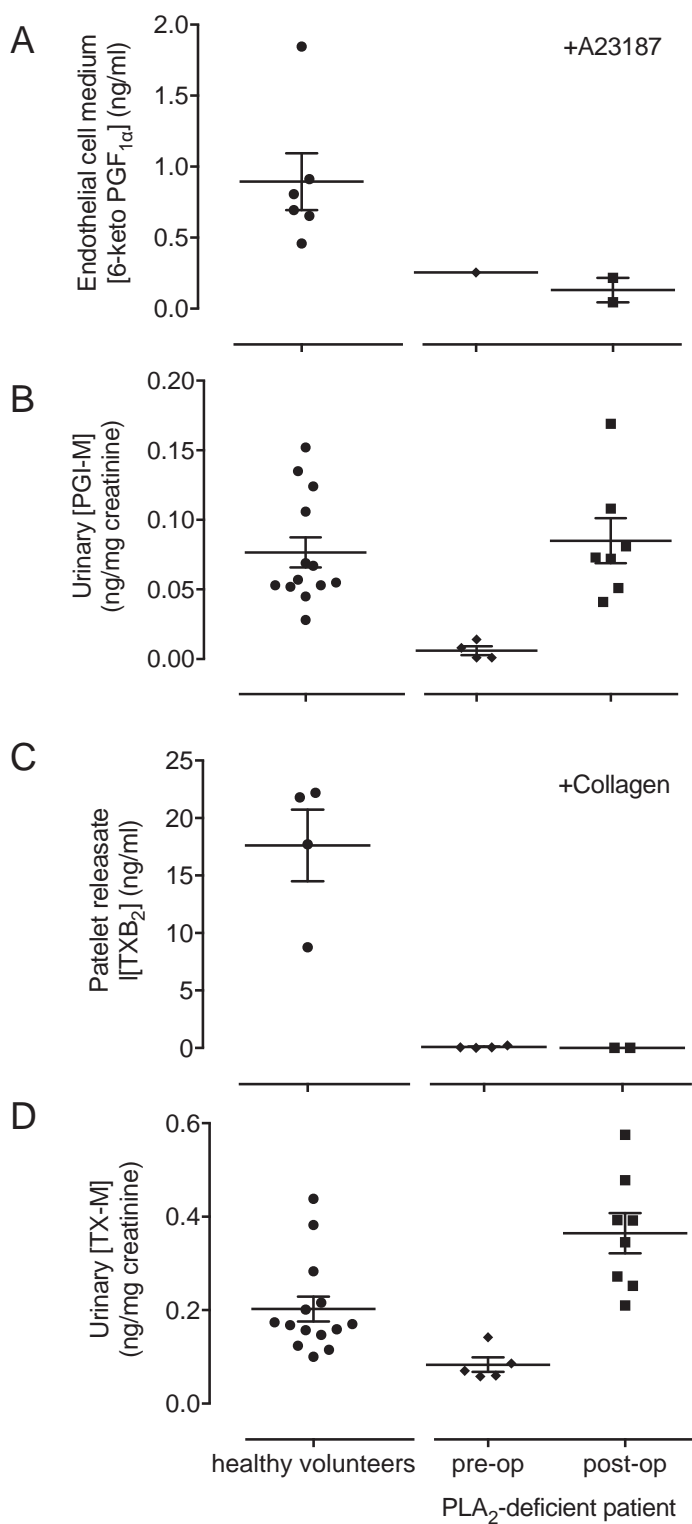 A
+A23187
Endothelial cell medium
[6-keto PGF1α] (ng/ml)
2.0
1.5
1.0
0.5
0.0
B
Urinary [PGI-M]
(ng/mg creatinine)
0.20
0.15
0.10
0.05
0.00
C
+Collagen
Patelet releasate
l[TXB2] (ng/ml)
25
20
15
10
5
0
D
Urinary [TX-M]
(ng/mg creatinine)
0.6
0.4
0.2
0.0
healthy volunteers pre-op post-op
PLA2-deficient patient